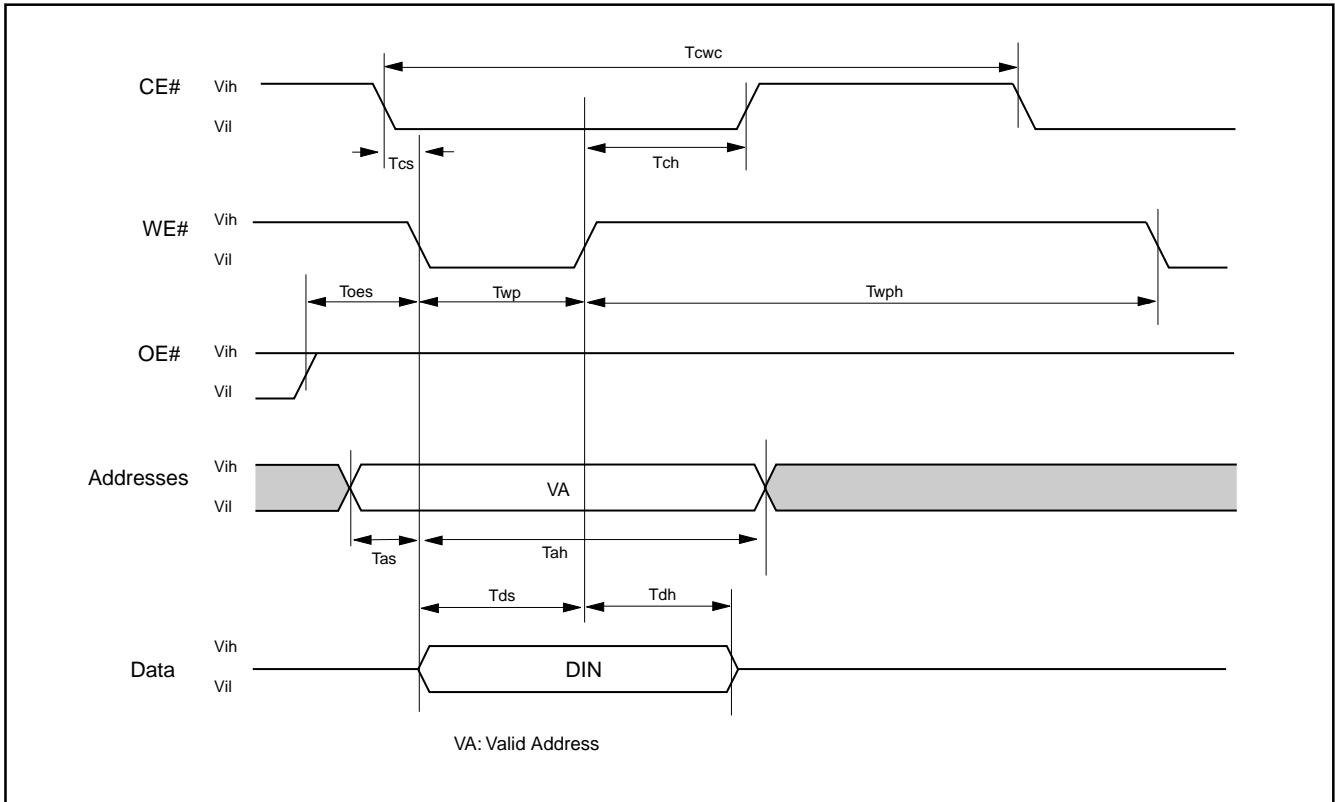 Tcwc
CE#
Vih
Vil
Tcs
Tch
WE#
Vih
Vil
Toes
Twp
Twph
OE#
Vih
Vil
Addresses
Vih
Vil
VA
Tas
Tah
Tds
Tdh
Data
Vih
Vil
DIN
VA: Valid Address